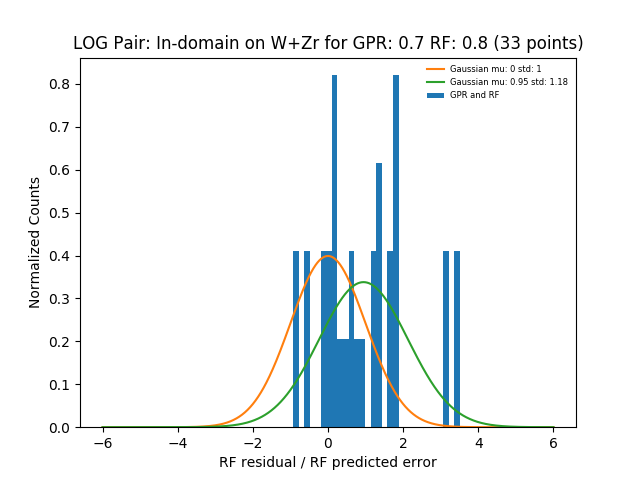 LOG Pair: In-domain on W+Zr for GPR: 0.7 RF: 0.8 (33 points)
Gaussian mu: 0 std: 1
Gaussian mu: 0.95 std: 1.18
GPR and RF
Normalized Counts
0.8
0.7
0.6
0.5
0.4
0.3
0.2
0.1
0.0
−6 −4 −2 0 2 4 6
RF residual / RF predicted error